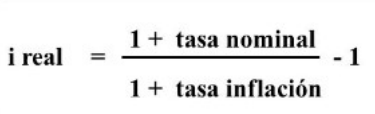 1 + tasa nominal
i real = - 1
1 + tasa inflación